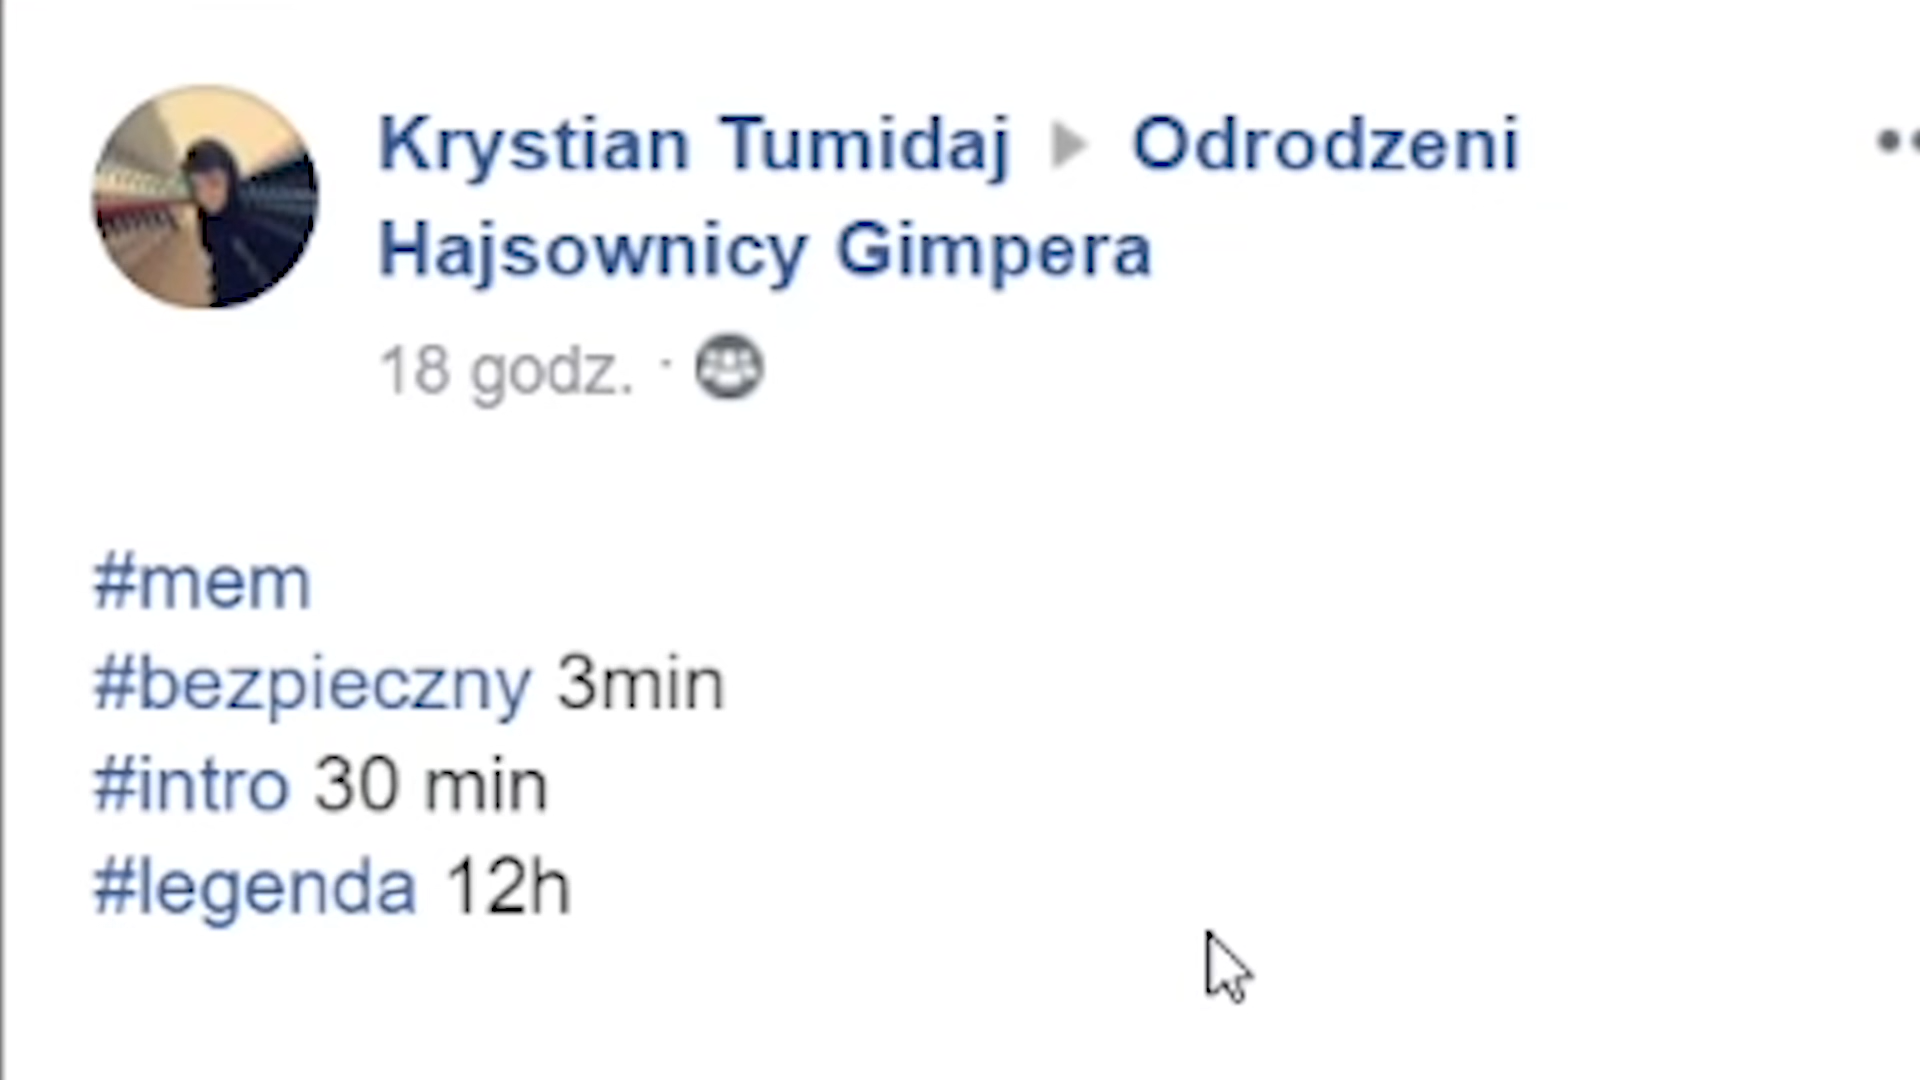 Krystian Tumidaj ▶ Odrodzeni
Hajsownicy Gimpera
18 godz. ·
#mem
#bezpieczny 3min
#intro 30 min
#legenda 12h